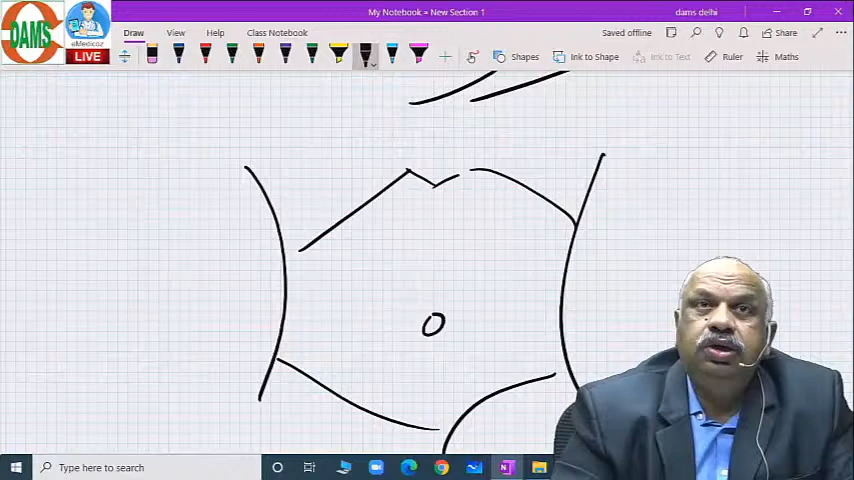 DAMS
eMedicoz
LIVE
My Notebook = New Section 1
dams delhi
Draw
View
Help
Class Notebook
Saved offline
Share
Shapes
Ink to Shape
Ink to Text
Ruler
Maths
Type here to search